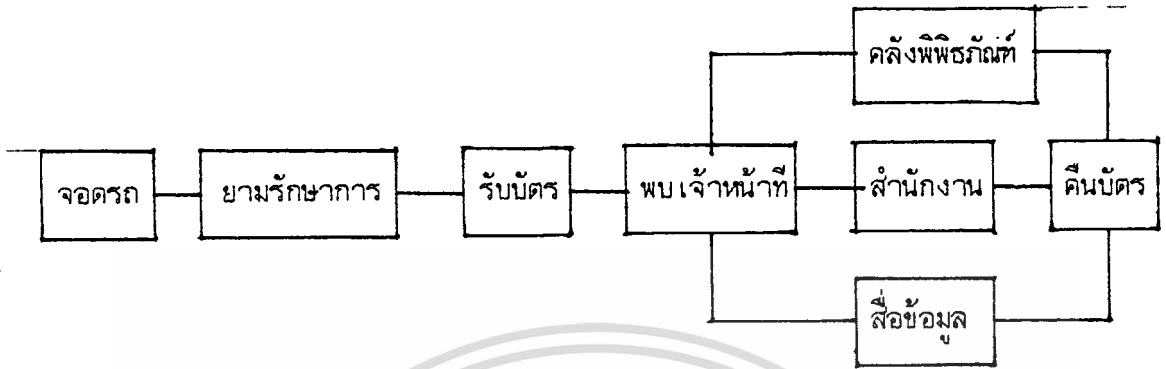 คลังพิพิธภัณฑ์
จอดรถ
ยามรักษาการ
รับบัตร
พบเจ้าหน้าที่
สำนักงาน
คืนบัตร
สื่อข้อมูล